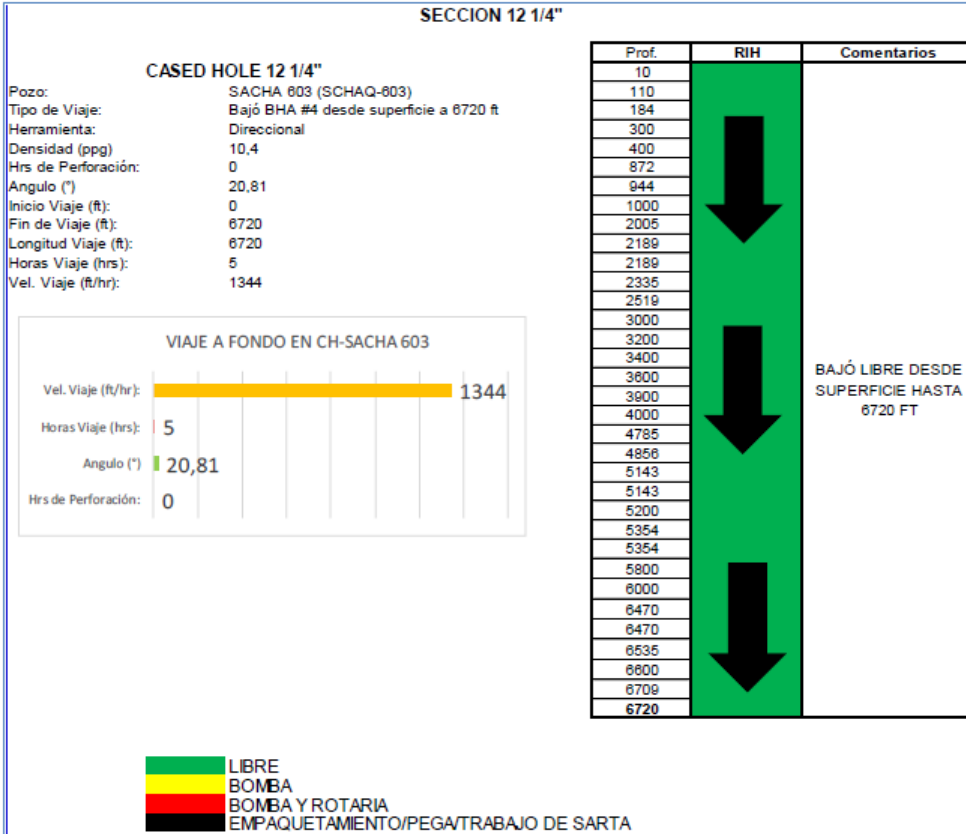 SECCION 12 1/4"
CASED HOLE 12 1/4"
Pozo: SACHA 603 (SCHAQ-603)
Tipo de Viaje: Bajó BHA #4 desde superficie a 6720 ft
Herramienta: Direccional
Densidad (ppg) 10,4
Hrs de Perforación: 0
Angulo (°) 20,81
Inicio Viaje (ft): 0
Fin de Viaje (ft): 6720
Longitud Viaje (ft): 6720
Horas Viaje (hrs): 5
Vel. Viaje (ft/hr): 1344
VIAJE A FONDO EN CH-SACHA 603
Vel. Viaje (ft/hr): 1344
Horas Viaje (hrs): 5
Angulo (°) 20,81
Hrs de Perforación: 0
Prof. RIH Comentarios
10
110
184
300
400
872
944
1000
2005
2189
2189
2335
2519
3000
3200
3400
3600
3900
4000
4785
4856
5143
5143
5200
5354
5354
5800
6000
6470
6470
6535
6600
6709
6720
BAJÓ LIBRE DESDE
SUPERFICIE HASTA
6720 FT
LIBRE
BOMBA
BOMBA Y ROTARIA
EMPAQUETAMIENTO/PEGA/TRABAJO DE SARTA